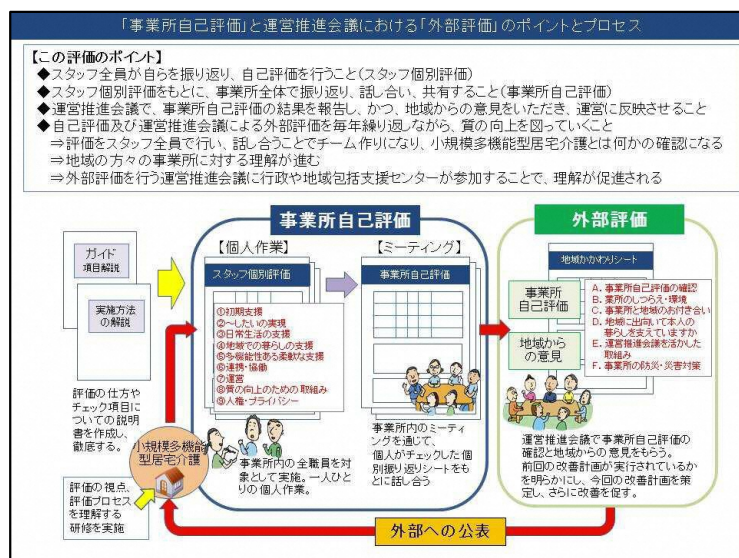 「事業所自己評価」と運営推進会議における「外部評価」のポイントとプロセス
【この評価のポイント】
◆スタッフ全員が自らを振り返り、自己評価を行うこと(スタッフ個別評価)
◆スタッフ個別評価をもとに、事業所全体で振り返り、話し合い、共有すること(事業所自己評価)
◆運営推進会議で、事業所自己評価の結果を報告し、かつ、地域からの意見をいただき、運営に反映させること
◆自己評価及び運営推進会議による外部評価を毎年繰り返しながら、質の向上を図っていくこと
⇒評価をスタッフ全員で行い、話し合うことでチーム作りになり、小規模多機能型居宅介護とは何かの確認になる
⇒地域の方々の事業所に対する理解が進む
⇒外部評価を行う運営推進会議に行政や地域包括支援センターが参加することで、理解が促進される
ガイド
項目解説
実施方法
の解説
評価の仕方や
チェック項目に
ついての説明
書を作成し、
徹底する。
小規模多機能
型居宅介護
評価の視点、
評価プロセス
を理解する
研修を実施
事業所自己評価
【個人作業】
スタッフ個別評価
①初期支援
②～したいの実現
③日常生活の支援
④地域での暮らしの支援
⑤多機能性ある柔軟な支援
⑥連携・協働
⑦運営
⑧質の向上のための取組み
⑨人権・プライバシー
事業所内の全職員を対
象として実施。一人ひ
とりの個人作業。
【ミーティング】
事業所自己評価
事業所内のミーティ
ングを通じて、
個人がチェックした個
別振り返りシートをも
とに話し合う
外部評価
地域かかわりシート
事業所
自己評価
地域から
の意見
A. 事業所自己評価の確認
B. 業所のしつらえ・環境
C. 事業所と地域のお付き合い
D. 地域に出向いて本人の
暮らしを支えていますか
E. 運営推進会議を活かした
取組み
F. 事業所の防災・災害対策
運営推進会議で事業所自己評価の
確認と地域からの意見をもらう。
前回の改善計画が実行されているか
を明らかにし、今回の改善計画を策
定し、さらに改善を促す。
外部への公表